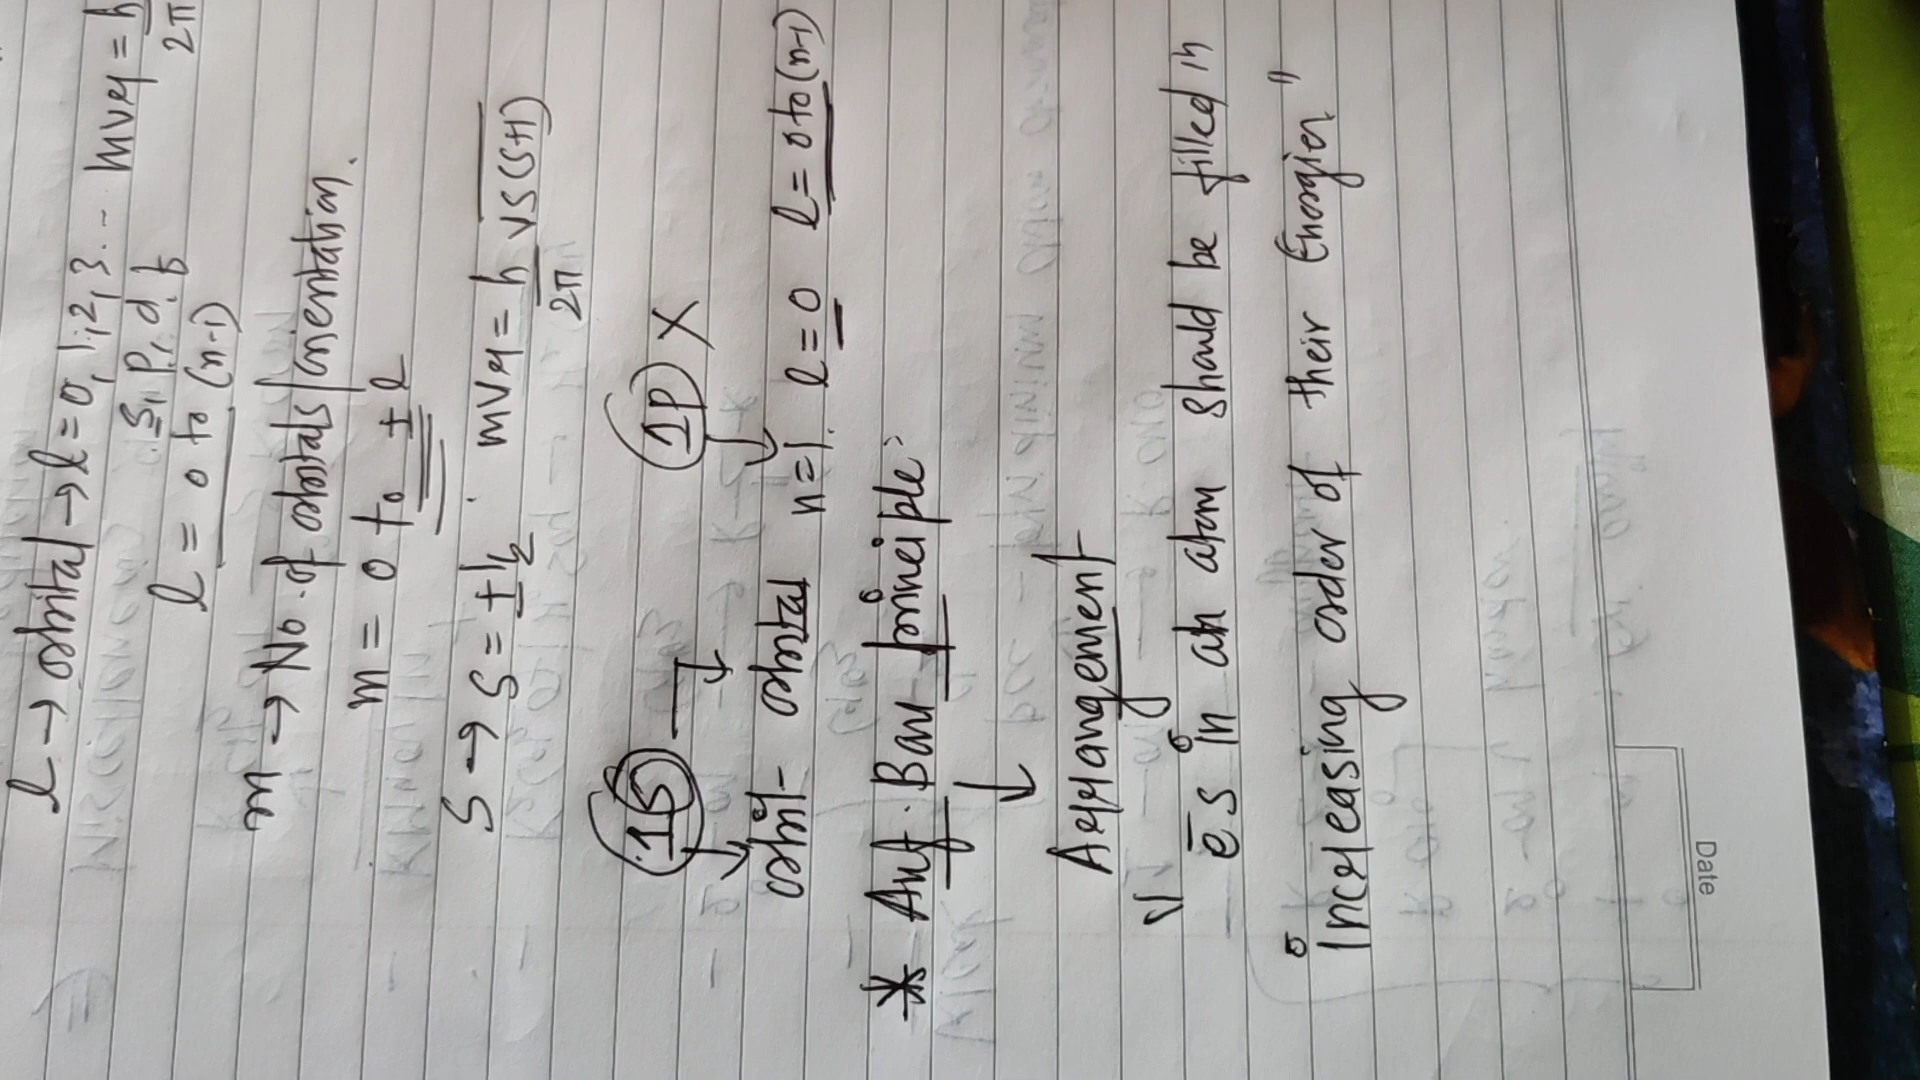 l → orbital → l = 0, 1, 2, 3... mvr = h
2π
S, p, d, f
l = 0 to (n-1)
m → No. of orbitals / orientation.
m = 0 to ± l
S → S = ± 1/2 mvr = h √S(S+1)
2π
1S → 1P X
orbit orbital n=1. l=0 l = 0 to (n-1)
* Auf. Bau principle:
↓
Arrangement
" e̅s in an atom should be filled in
Increasing order of their Energies"
Date